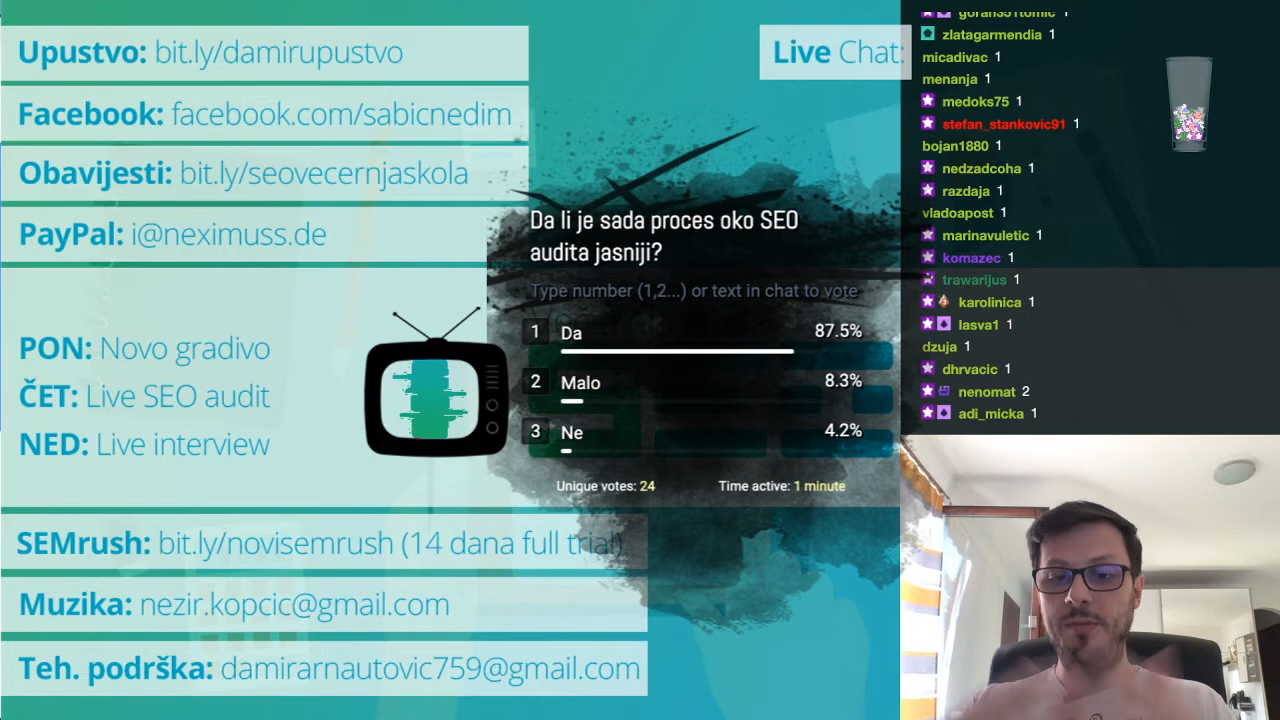 Upustvo: bit.ly/damirupustvo
Facebook: facebook.com/sabicnedim
Obavijesti: bit.ly/seovecernjaskola
PayPal: i@neximuss.de
PON: Novo gradivo
ČET: Live SEO audit
NED: Live interview
SEMrush: bit.ly/novisemrush (14 dana full trial)
Muzika: nezir.kopcic@gmail.com
Teh. podrška: damirarnautovic759@gmail.com
Live Chat:
Da li je sada proces oko SEO
audita jasniji?
Type number (1,2...) or text in chat to vote
1 Da 87.5%
2 Malo 8.3%
3 Ne 4.2%
Unique votes: 24 Time active: 1 minute
goran351tomic 1
zlatagarmendia 1
micadivac 1
menanja 1
medoks75 1
stefan_stankovic91 1
bojan1880 1
nedzadcoha 1
razdaja 1
vladoapost 1
marinavuletic 1
komazec 1
trawarijus 1
karolinica 1
lasva1 1
dzuja 1
dhrvacic 1
nenomat 2
adi_micka 1